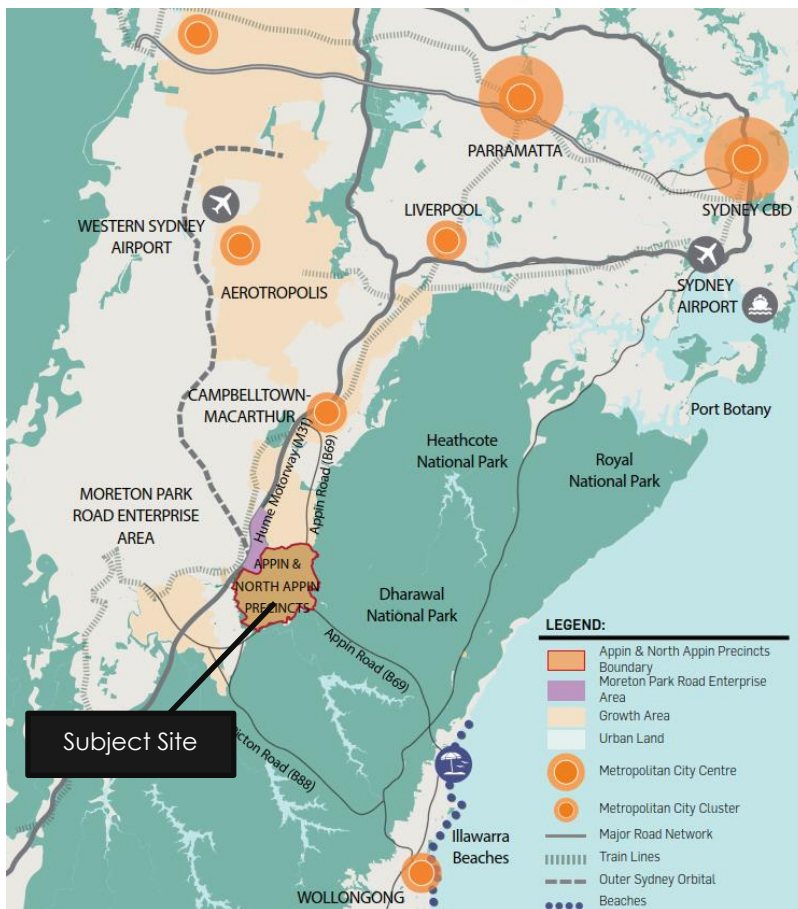 PARRAMATTA
SYDNEY CBD
LIVERPOOL
WESTERN SYDNEY
AIRPORT
AEROTROPOLIS
SYDNEY
AIRPORT
CAMPBELLTOWN-
MACARTHUR
Port Botany
Hume Motorway (M31)
Appin Road (B69)
Heathcote
National Park
Royal
National Park
MORETON PARK
ROAD ENTERPRISE
AREA
APPIN &
NORTH APPIN
PRECINCTS
Dharawal
National Park
Appin Road (B69)
Subject Site
icton Road (B88)
Illawarra
Beaches
WOLLONGONG
LEGEND:
Appin & North Appin Precincts
Boundary
Moreton Park Road Enterprise
Area
Growth Area
Urban Land
Metropolitan City Centre
Metropolitan City Cluster
Major Road Network
Train Lines
Outer Sydney Orbital
Beaches